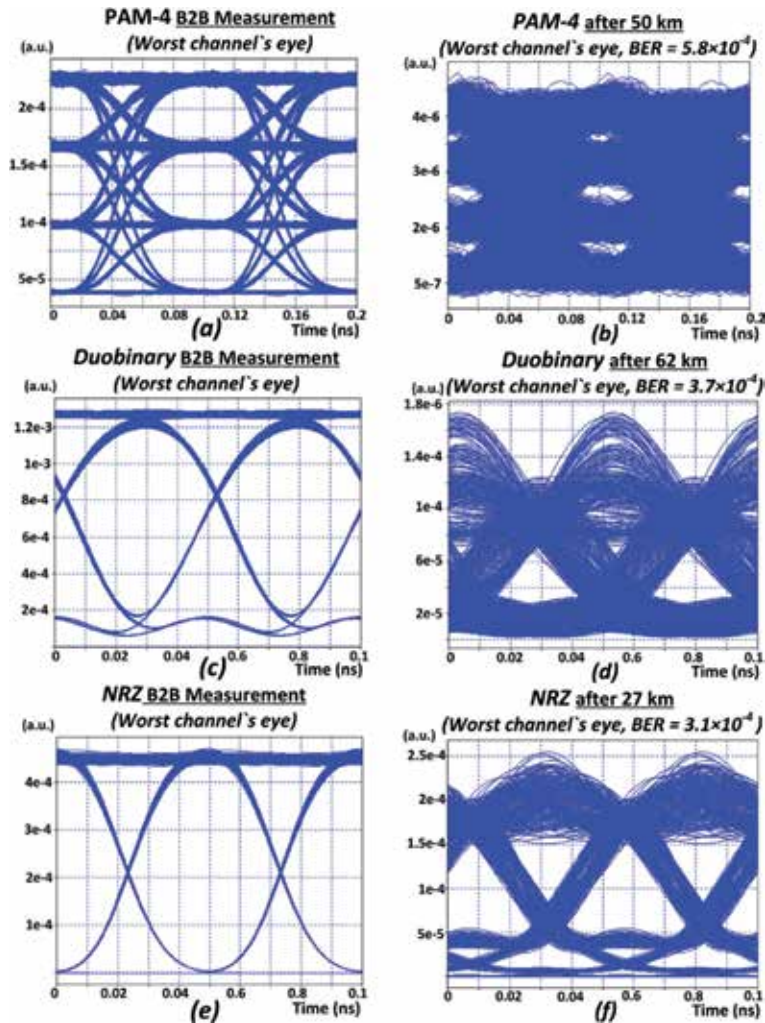 PAM-4 B2B Measurement
(Worst channel`s eye)
(a.u.)
2e-4
1.5e-4
1e-4
5e-5
0 0.04 0.08 0.12 0.16 0.2
(a) Time (ns)
PAM-4 after 50 km
(Worst channel`s eye, BER = 5.8×10⁻⁴)
(a.u.)
4e-6
3e-6
2e-6
5e-7
0 0.04 0.08 0.12 0.16 0.2
(b) Time (ns)
Duobinary B2B Measurement
(Worst channel`s eye)
(a.u.)
1.2e-3
1e-3
8e-4
6e-4
4e-4
2e-4
0 0.02 0.04 0.6 0.8 0.1
(c) Time (ns)
Duobinary after 62 km
(Worst channel`s eye, BER = 3.7×10⁻⁴)
(a.u.)
1.8e-6
1.4e-4
1e-4
6e-5
2e-5
0 0.02 0.04 0.6 0.8 0.1
(d) Time (ns)
NRZ B2B Measurement
(Worst channel`s eye)
(a.u.)
4e-4
3e-4
2e-4
1e-4
0 0.02 0.04 0.6 0.8 0.1
(e) Time (ns)
NRZ after 27 km
(Worst channel`s eye, BER = 3.1×10⁻⁴)
(a.u.)
2.5e-4
2e-4
1.5e-4
1e-4
5e-5
0 0.02 0.04 0.6 0.8 0.1
(f) Time (ns)